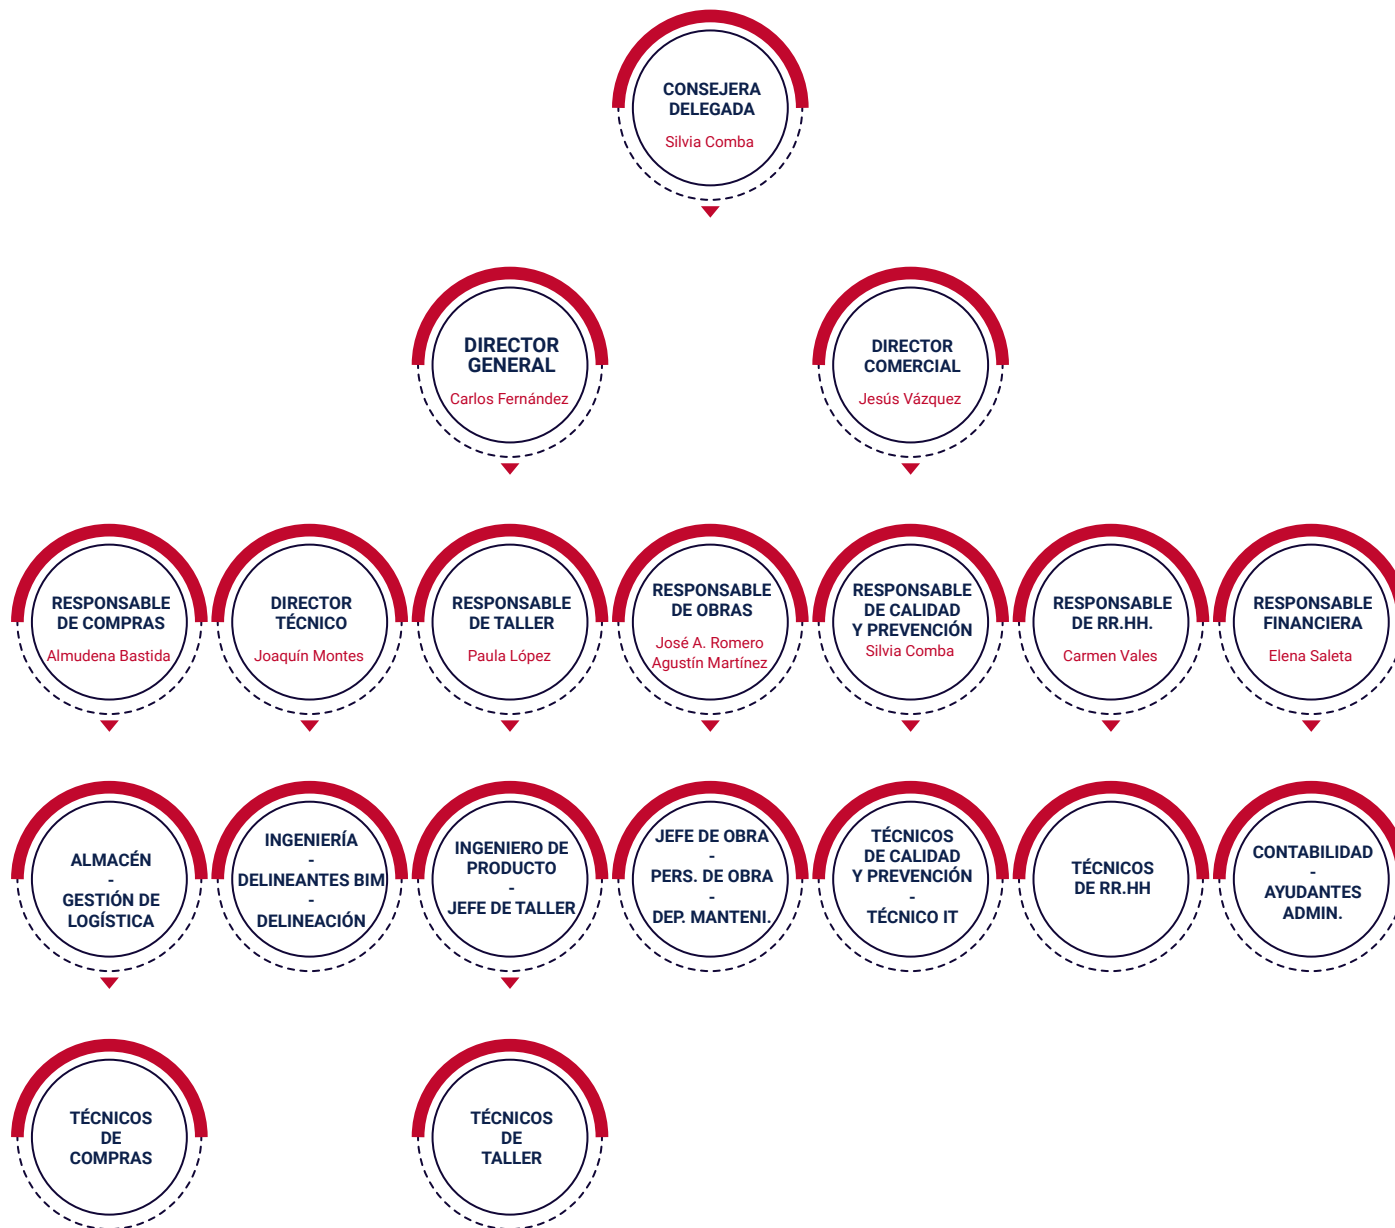 CONSEJERA
DELEGADA
Silvia Comba
DIRECTOR
GENERAL
Carlos Fernández
DIRECTOR
COMERCIAL
Jesús Vázquez
RESPONSABLE
DE COMPRAS
Almudena Bastida
DIRECTOR
TÉCNICO
Joaquín Montes
RESPONSABLE
DE TALLER
Paula López
RESPONSABLE
DE OBRAS
José A. Romero
Agustín Martínez
RESPONSABLE
DE CALIDAD
Y PREVENCIÓN
Silvia Comba
RESPONSABLE
DE RR.HH.
Carmen Vales
RESPONSABLE
FINANCIERA
Elena Saleta
ALMACÉN
-
GESTIÓN DE
LOGÍSTICA
INGENIERÍA
-
DELINEANTES BIM
-
DELINEACIÓN
INGENIERO DE
PRODUCTO
-
JEFE DE TALLER
JEFE DE OBRA
-
PERS. DE OBRA
-
DEP. MANTENI.
TÉCNICOS
DE CALIDAD
Y PREVENCIÓN
-
TÉCNICO IT
TÉCNICOS
DE RR.HH
CONTABILIDAD
-
AYUDANTES
ADMIN.
TÉCNICOS
DE
COMPRAS
TÉCNICOS
DE
TALLER